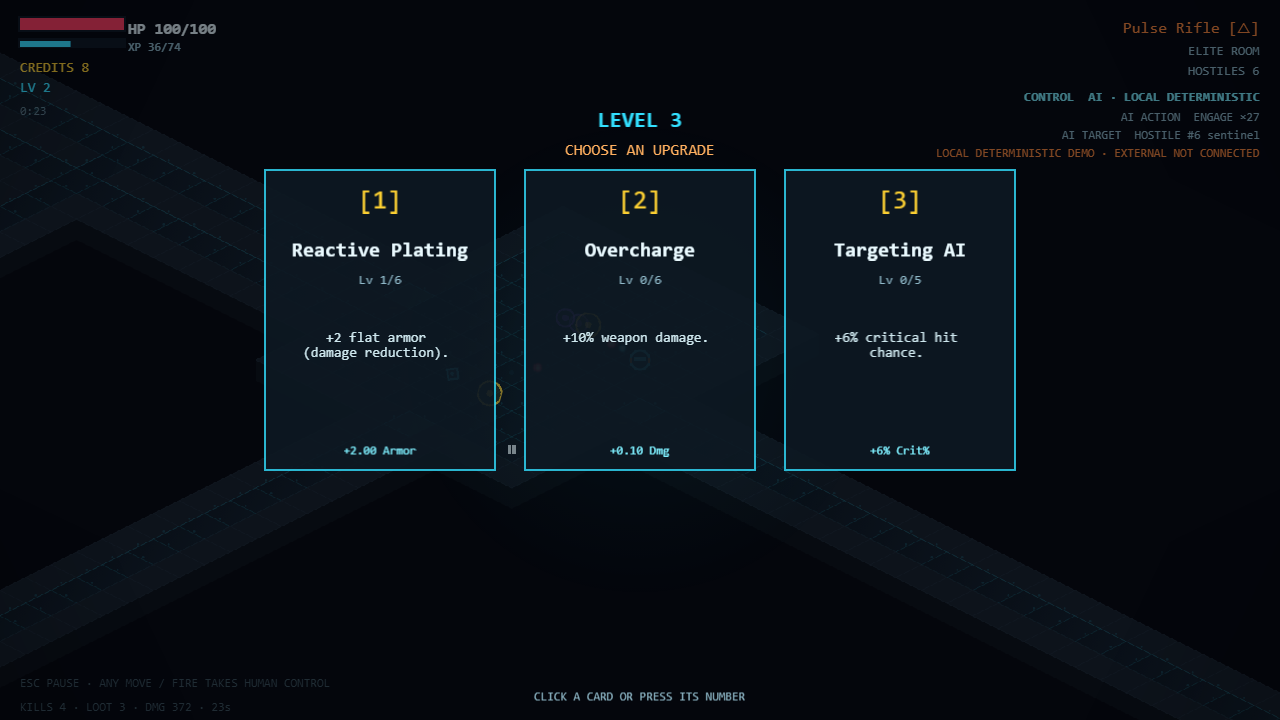 HP 100/100
XP 36/74
CREDITS 8
LV 2
0:23
Pulse Rifle [△]
ELITE ROOM
HOSTILES 6
CONTROL AI · LOCAL DETERMINISTIC
AI ACTION ENGAGE ×27
AI TARGET HOSTILE #6 sentinel
LOCAL DETERMINISTIC DEMO · EXTERNAL NOT CONNECTED
LEVEL 3
CHOOSE AN UPGRADE
[1]
Reactive Plating
Lv 1/6
+2 flat armor
(damage reduction).
+2.00 Armor
[2]
Overcharge
Lv 0/6
+10% weapon damage.
+0.10 Dmg
[3]
Targeting AI
Lv 0/5
+6% critical hit
chance.
+6% Crit%
ESC PAUSE · ANY MOVE / FIRE TAKES HUMAN CONTROL
KILLS 4 · LOOT 3 · DMG 372 · 23s
CLICK A CARD OR PRESS ITS NUMBER